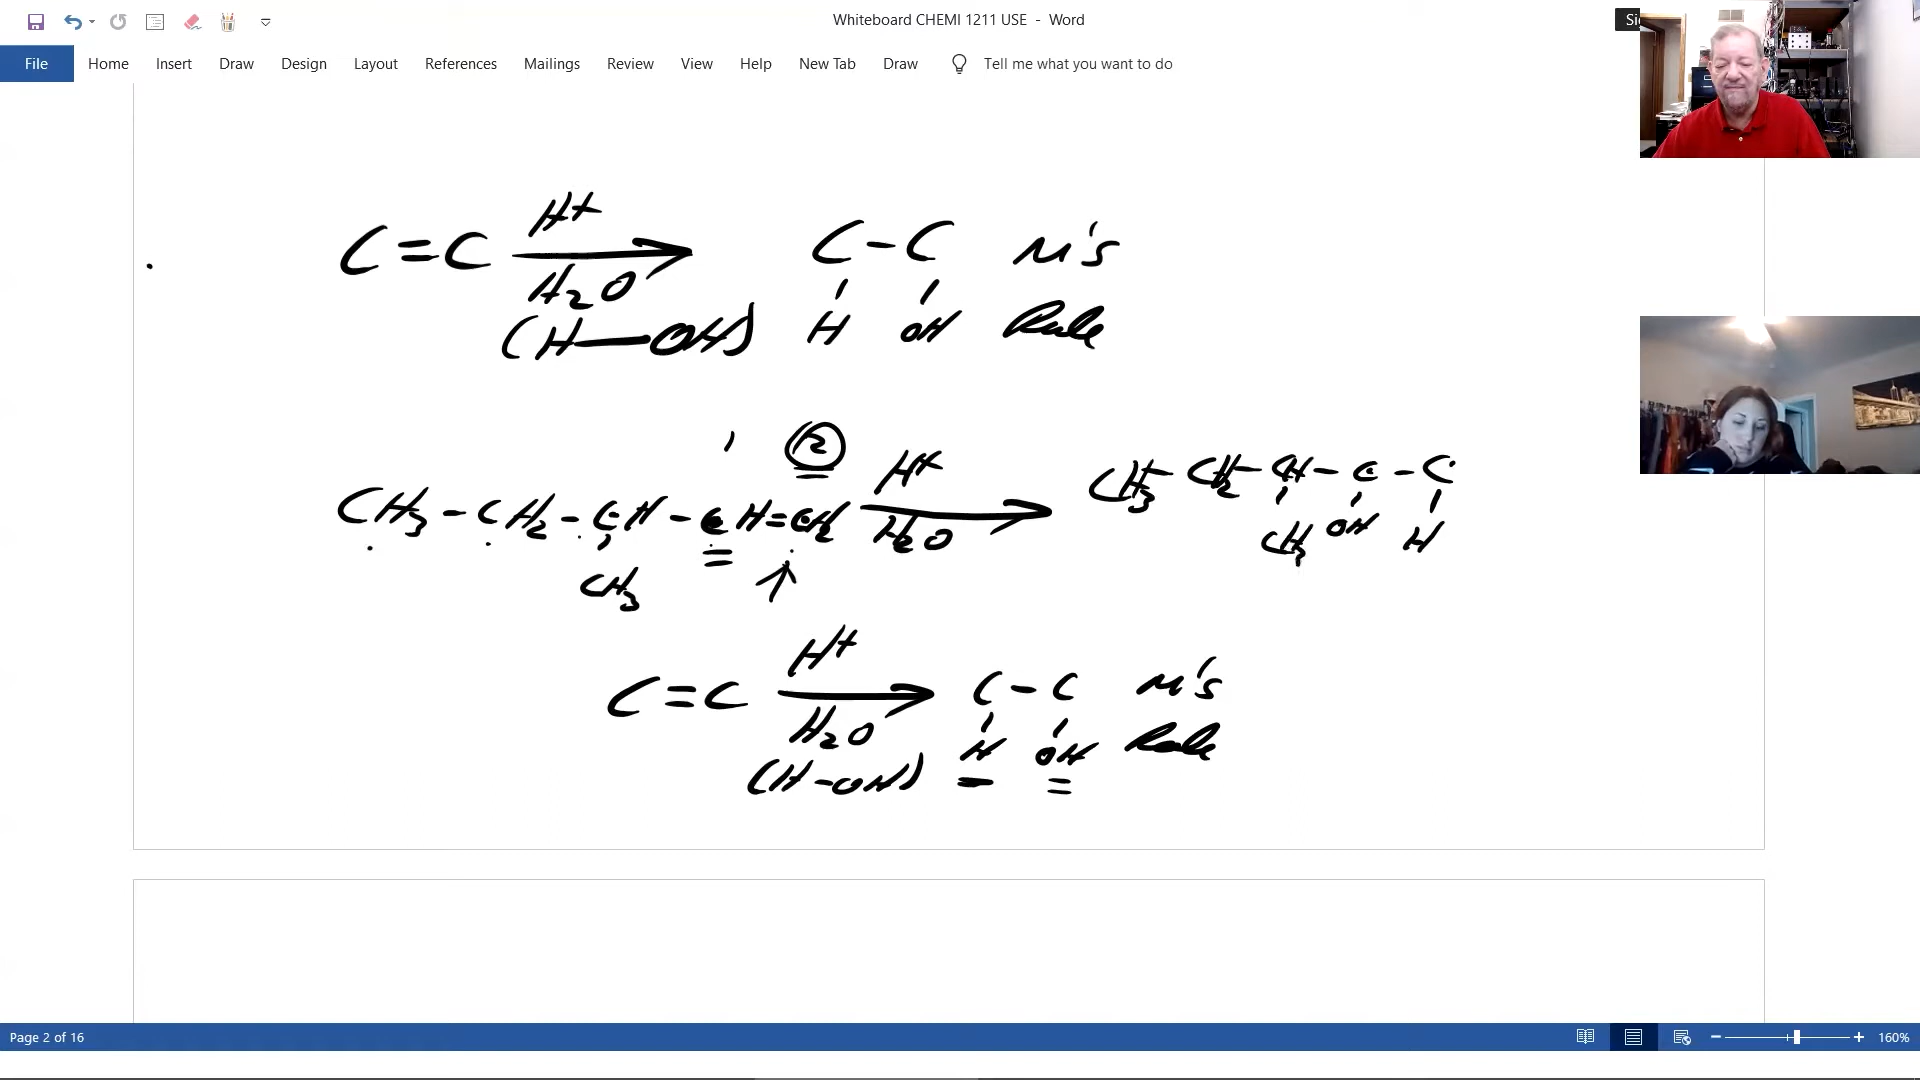 Whiteboard CHEMI 1211 USE - Word
Si
File Home Insert Draw Design Layout References Mailings Review View Help New Tab Draw Tell me what you want to do
H+
C=C C-C M's
H2O
(H—OH) H OH Rule
1 2
H+
CH3-CH2-CH-CH=CH2 CH3-CH2-CH-C-C
H2O
CH3 CH3 OH H
H+
C=C C-C M's
H2O H OH Rule
(H-OH)
Page 2 of 16 160%